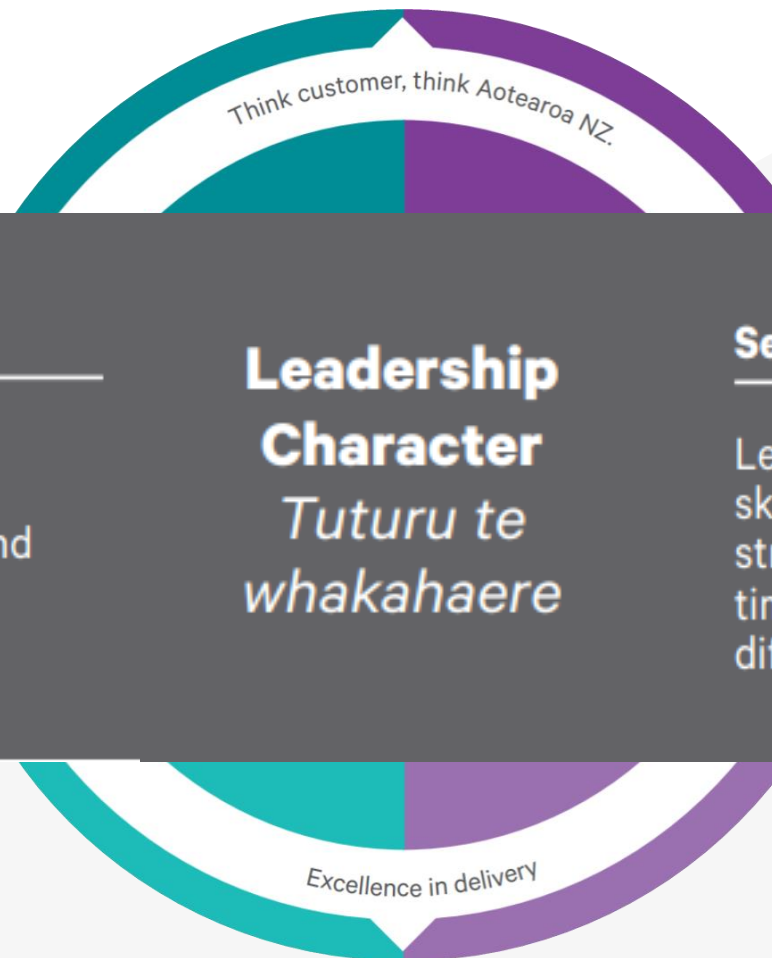 Think customer, think Aotearoa NZ.
Leadership
Character
Tuturu te
whakahaere
Excellence in delivery